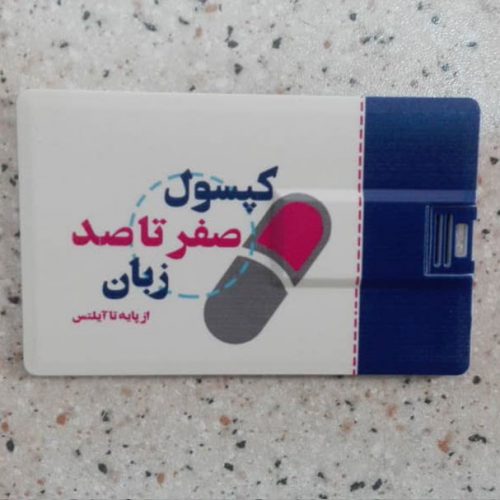 کپسول
صفر تا صد
زبان
از پایه تا آیلتس